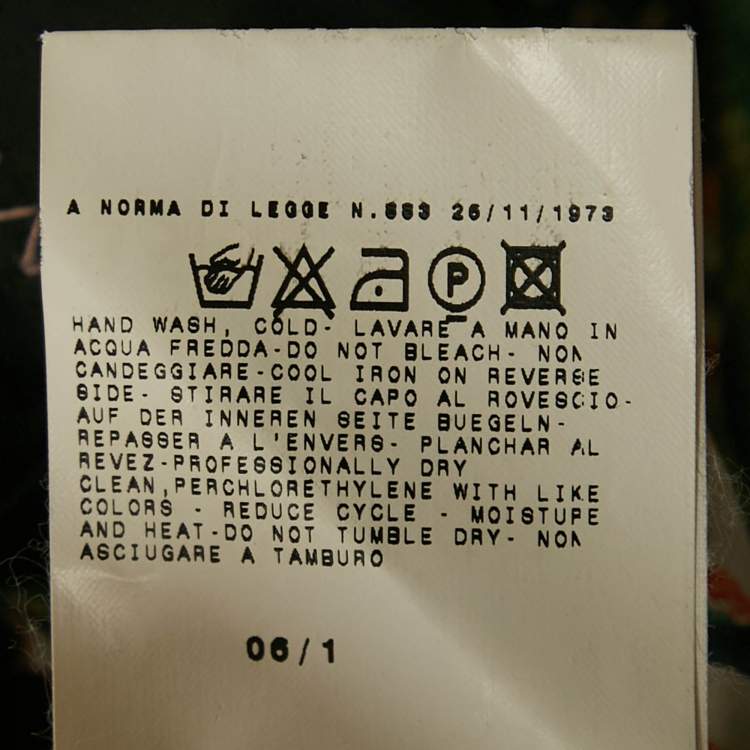 A NORMA DI LEGGE N.883 26/11/1973
P
HAND WASH, COLD- LAVARE A MANO IN
ACQUA FREDDA-DO NOT BLEACH- NON
CANDEGGIARE-COOL IRON ON REVERSE
SIDE- STIRARE IL CAPO AL ROVESCIO-
AUF DER INNEREN SEITE BUEGELN-
REPASSER A L'ENVERS- PLANCHAR AL
REVEZ-PROFESSIONALLY DRY
CLEAN,PERCHLORETHYLENE WITH LIKE
COLORS - REDUCE CYCLE - MOISTURE
AND HEAT-DO NOT TUMBLE DRY- NON
ASCIUGARE A TAMBURO
06/1